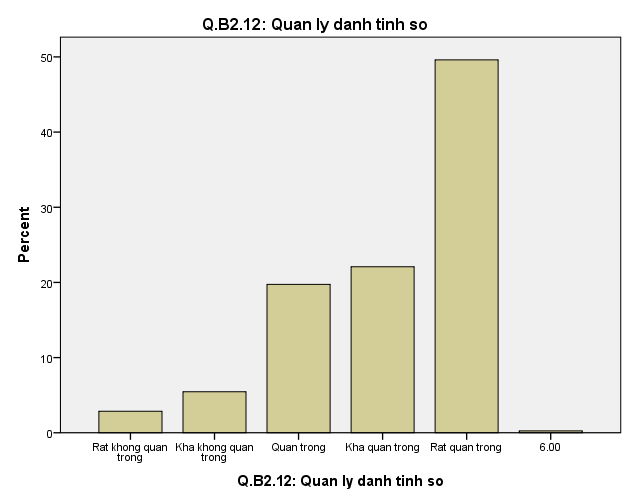 Q.B2.12: Quan ly danh tinh so
50
40
30
20
10
0
Percent
Rat khong quan
trong
Kha khong quan
trong
Quan trong
Kha quan trong
Rat quan trong
6.00
Q.B2.12: Quan ly danh tinh so